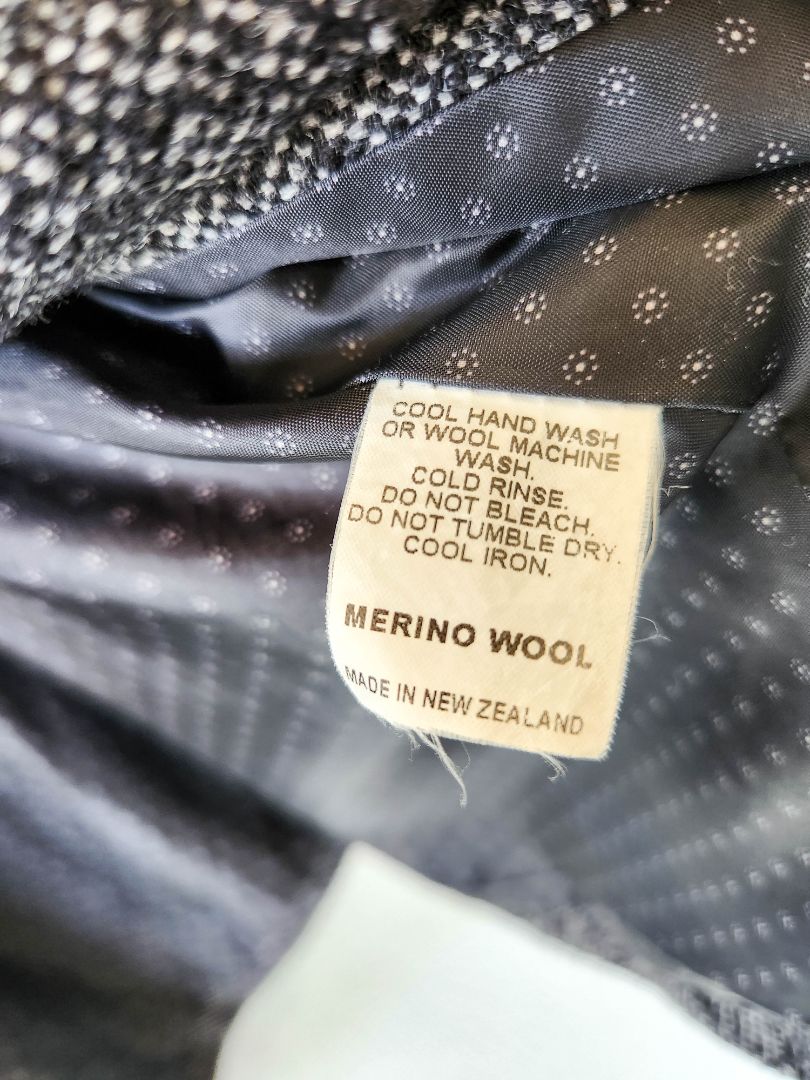 COOL HAND WASH
OR WOOL MACHINE
WASH.
COLD RINSE.
DO NOT BLEACH.
DO NOT TUMBLE DRY.
COOL IRON.
MERINO WOOL
MADE IN NEW ZEALAND